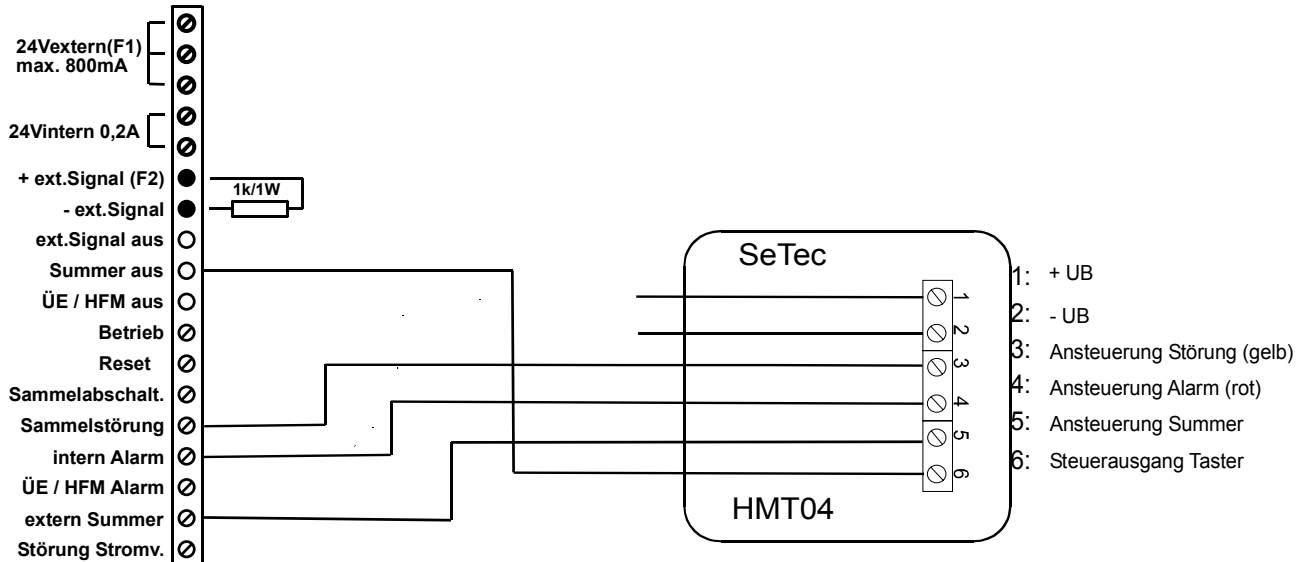 24Vextern(F1)
max. 800mA
24Vintern 0,2A
+ ext.Signal (F2)
- ext.Signal
1k/1W
ext.Signal aus
Summer aus
ÜE / HFM aus
Betrieb
Reset
Sammelabschalt.
Sammelstörung
intern Alarm
ÜE / HFM Alarm
extern Summer
Störung Stromv.
SeTec
1
2
3
4
5
6
HMT04
1: + UB
2: - UB
3: Ansteuerung Störung (gelb)
4: Ansteuerung Alarm (rot)
5: Ansteuerung Summer
6: Steuerausgang Taster